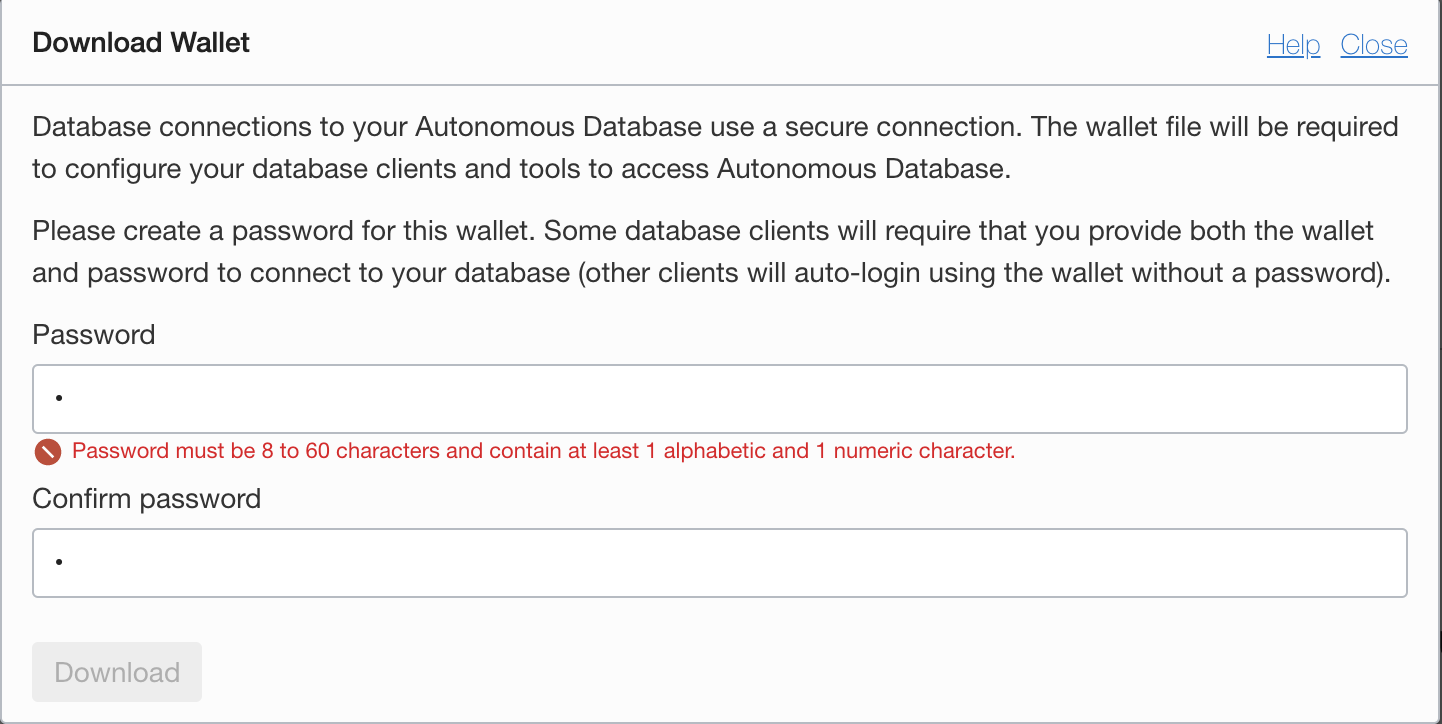 Download Wallet
Help Close
Database connections to your Autonomous Database use a secure connection. The wallet file will be required
to configure your database clients and tools to access Autonomous Database.
Please create a password for this wallet. Some database clients will require that you provide both the wallet
and password to connect to your database (other clients will auto-login using the wallet without a password).
Password
•
Password must be 8 to 60 characters and contain at least 1 alphabetic and 1 numeric character.
Confirm password
•
Download